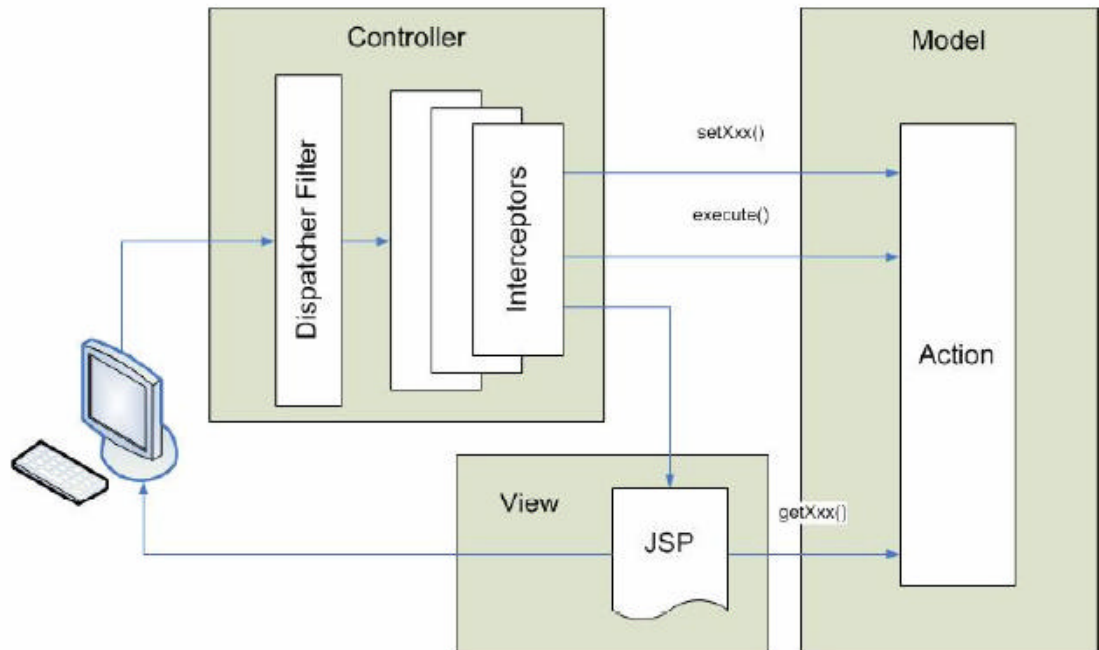 Controller
Model
Dispatcher Filter
Interceptors
setXxx()
execute()
Action
View
JSP
getXxx()